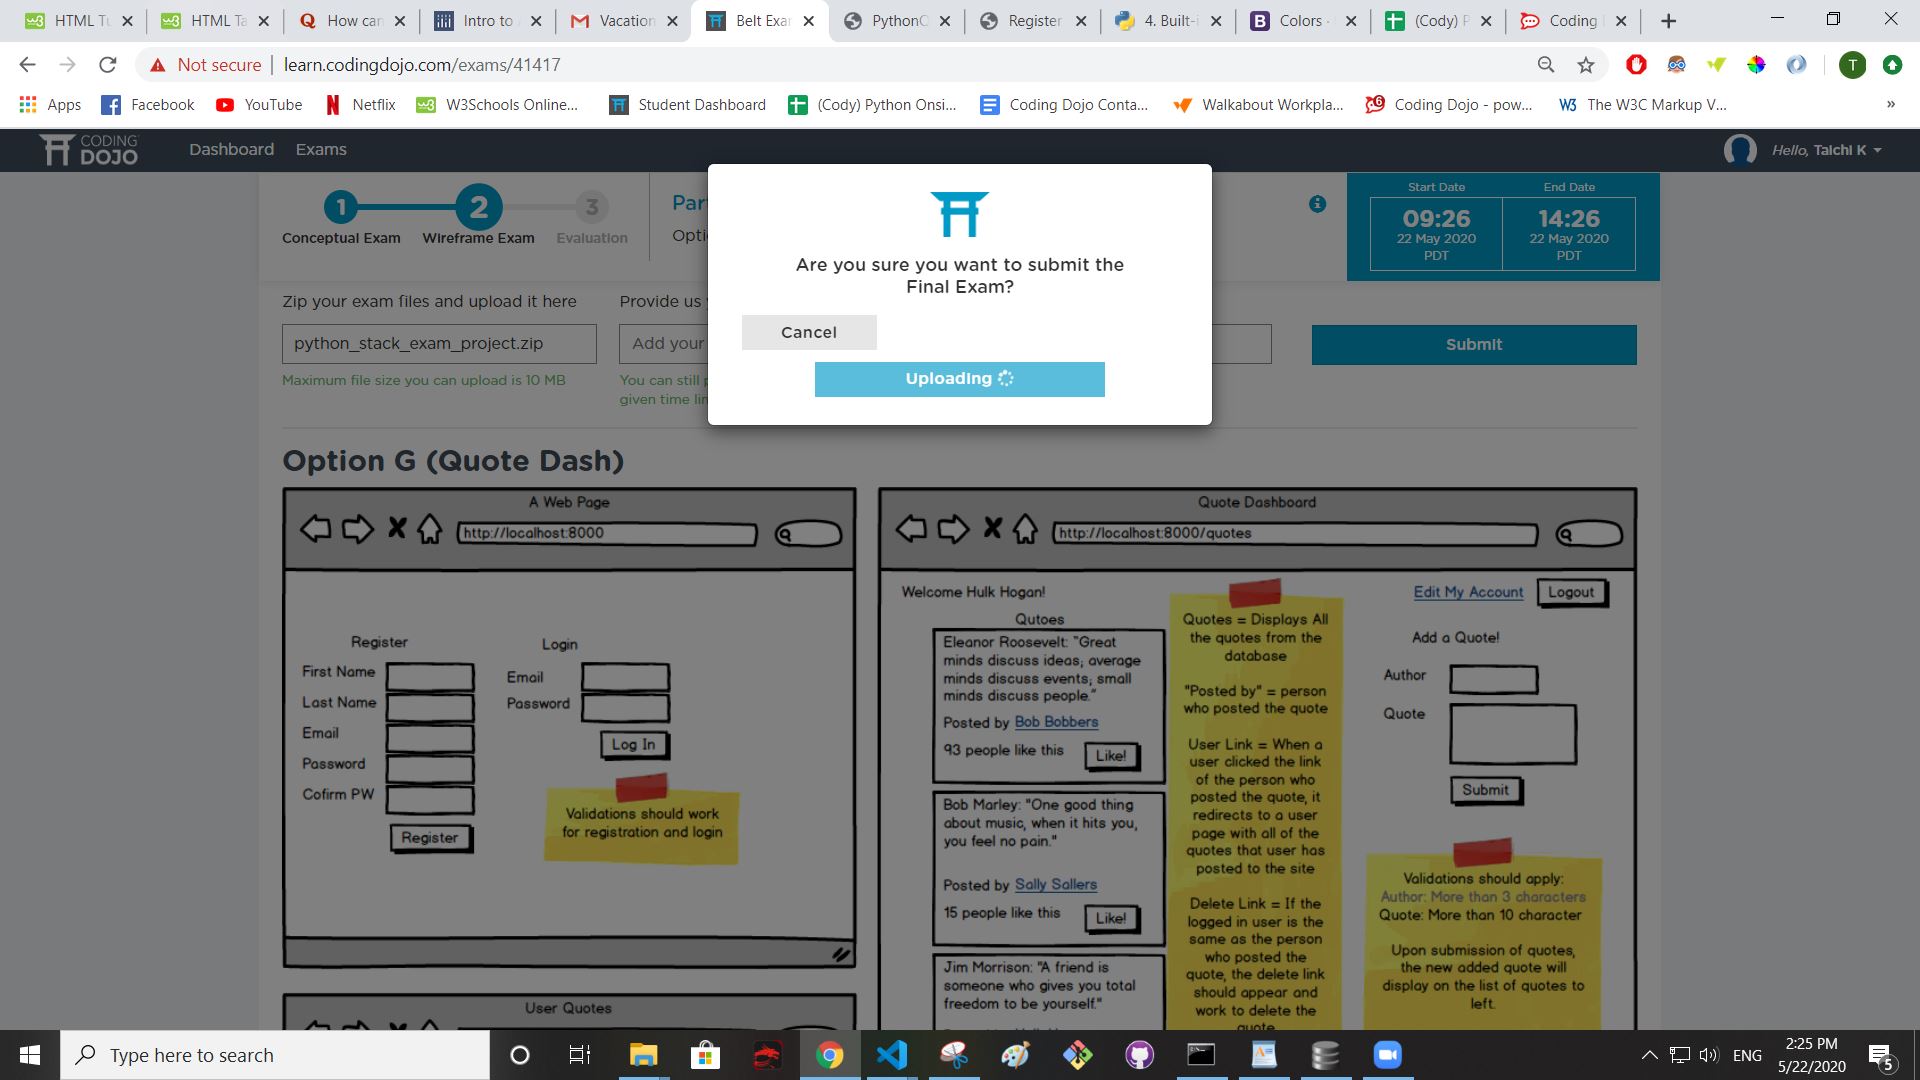 HTML Tu
HTML Ta
How can
Intro to
Vacation
Belt Exa
Python
Register
4. Built-i
Colors ·
(Cody) P
Coding
Not secure
learn.codingdojo.com/exams/41417
T
Apps
Facebook
YouTube
Netflix
W3Schools Online...
Student Dashboard
(Cody) Python Onsi...
Coding Dojo Conta...
Walkabout Workpla...
Coding Dojo - pow...
The W3C Markup V...
»
CODING
DOJO
Dashboard
Exams
Hello, Taichi K
1
2
3
Conceptual Exam
Wireframe Exam
Evaluation
Par
Opti
Start Date
End Date
09:26
14:26
22 May 2020
22 May 2020
PDT
PDT
Are you sure you want to submit the
Final Exam?
Cancel
Uploading
Zip your exam files and upload it here
Provide us
python_stack_exam_project.zip
Add your
Submit
Maximum file size you can upload is 10 MB
You can still p
given time lin
Option G (Quote Dash)
A Web Page
http://localhost:8000
Register
Login
First Name
Last Name
Email
Password
Cofirm PW
Register
Email
Password
Log In
Validations should work
for registration and login
User Quotes
Quote Dashboard
http://localhost:8000/quotes
Welcome Hulk Hogan!
Edit My Account
Logout
Qutoes
Eleanor Roosevelt: "Great
minds discuss ideas; average
minds discuss events; small
minds discuss people."
Posted by Bob Bobbers
93 people like this
Like!
Bob Marley: "One good thing
about music, when it hits you,
you feel no pain."
Posted by Sally Sallers
15 people like this
Like!
Jim Morrison: "A friend is
someone who gives you total
freedom to be yourself."
Quotes = Displays All
the quotes from the
database
"Posted by" = person
who posted the quote
User Link = When a
user clicked the link
of the person who
posted the quote, it
redirects to a user
page with all of the
quotes that user has
posted to the site
Delete Link = If the
logged in user is the
same as the person
who posted the
quote, the delete link
should appear and
work to delete the
quote
Add a Quote!
Author
Quote
Submit
Validations should apply:
Author: More than 3 characters
Quote: More than 10 character
Upon submission of quotes,
the new added quote will
display on the list of quotes to
left.
Type here to search
ENG
2:25 PM
5/22/2020
5